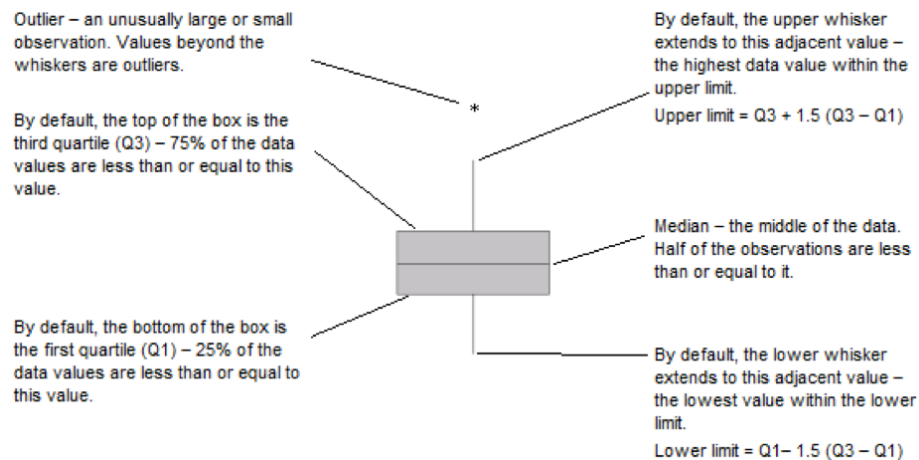 Outlier – an unusually large or small
observation. Values beyond the
whiskers are outliers.
By default, the top of the box is the
third quartile (Q3) – 75% of the data
values are less than or equal to this
value.
By default, the bottom of the box is
the first quartile (Q1) – 25% of the
data values are less than or equal to
this value.
*
By default, the upper whisker
extends to this adjacent value –
the highest data value within the
upper limit.
Upper limit = Q3 + 1.5 (Q3 – Q1)
Median – the middle of the data.
Half of the observations are less
than or equal to it.
By default, the lower whisker
extends to this adjacent value –
the lowest value within the lower
limit.
Lower limit = Q1– 1.5 (Q3 – Q1)